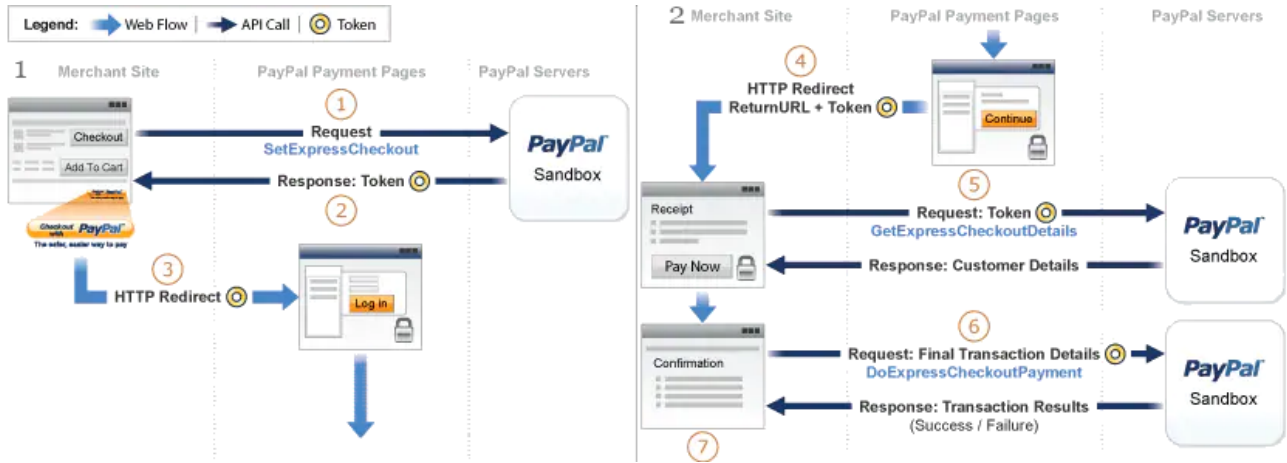 Legend: Web Flow | API Call | Token
1 Merchant Site PayPal Payment Pages PayPal Servers
1
Checkout
Request
SetExpressCheckout
PayPal
Add To Cart
Sandbox
Response: Token
2
Checkout with PayPal
The safer, easier way to pay
3
HTTP Redirect
Log in
2 Merchant Site PayPal Payment Pages PayPal Servers
4
HTTP Redirect
ReturnURL + Token
Continue
5
Receipt
Request: Token
GetExpressCheckoutDetails
PayPal
Sandbox
Pay Now
Response: Customer Details
6
Request: Final Transaction Details
Confirmation
DoExpressCheckoutPayment
PayPal
Sandbox
Response: Transaction Results
(Success / Failure)
7